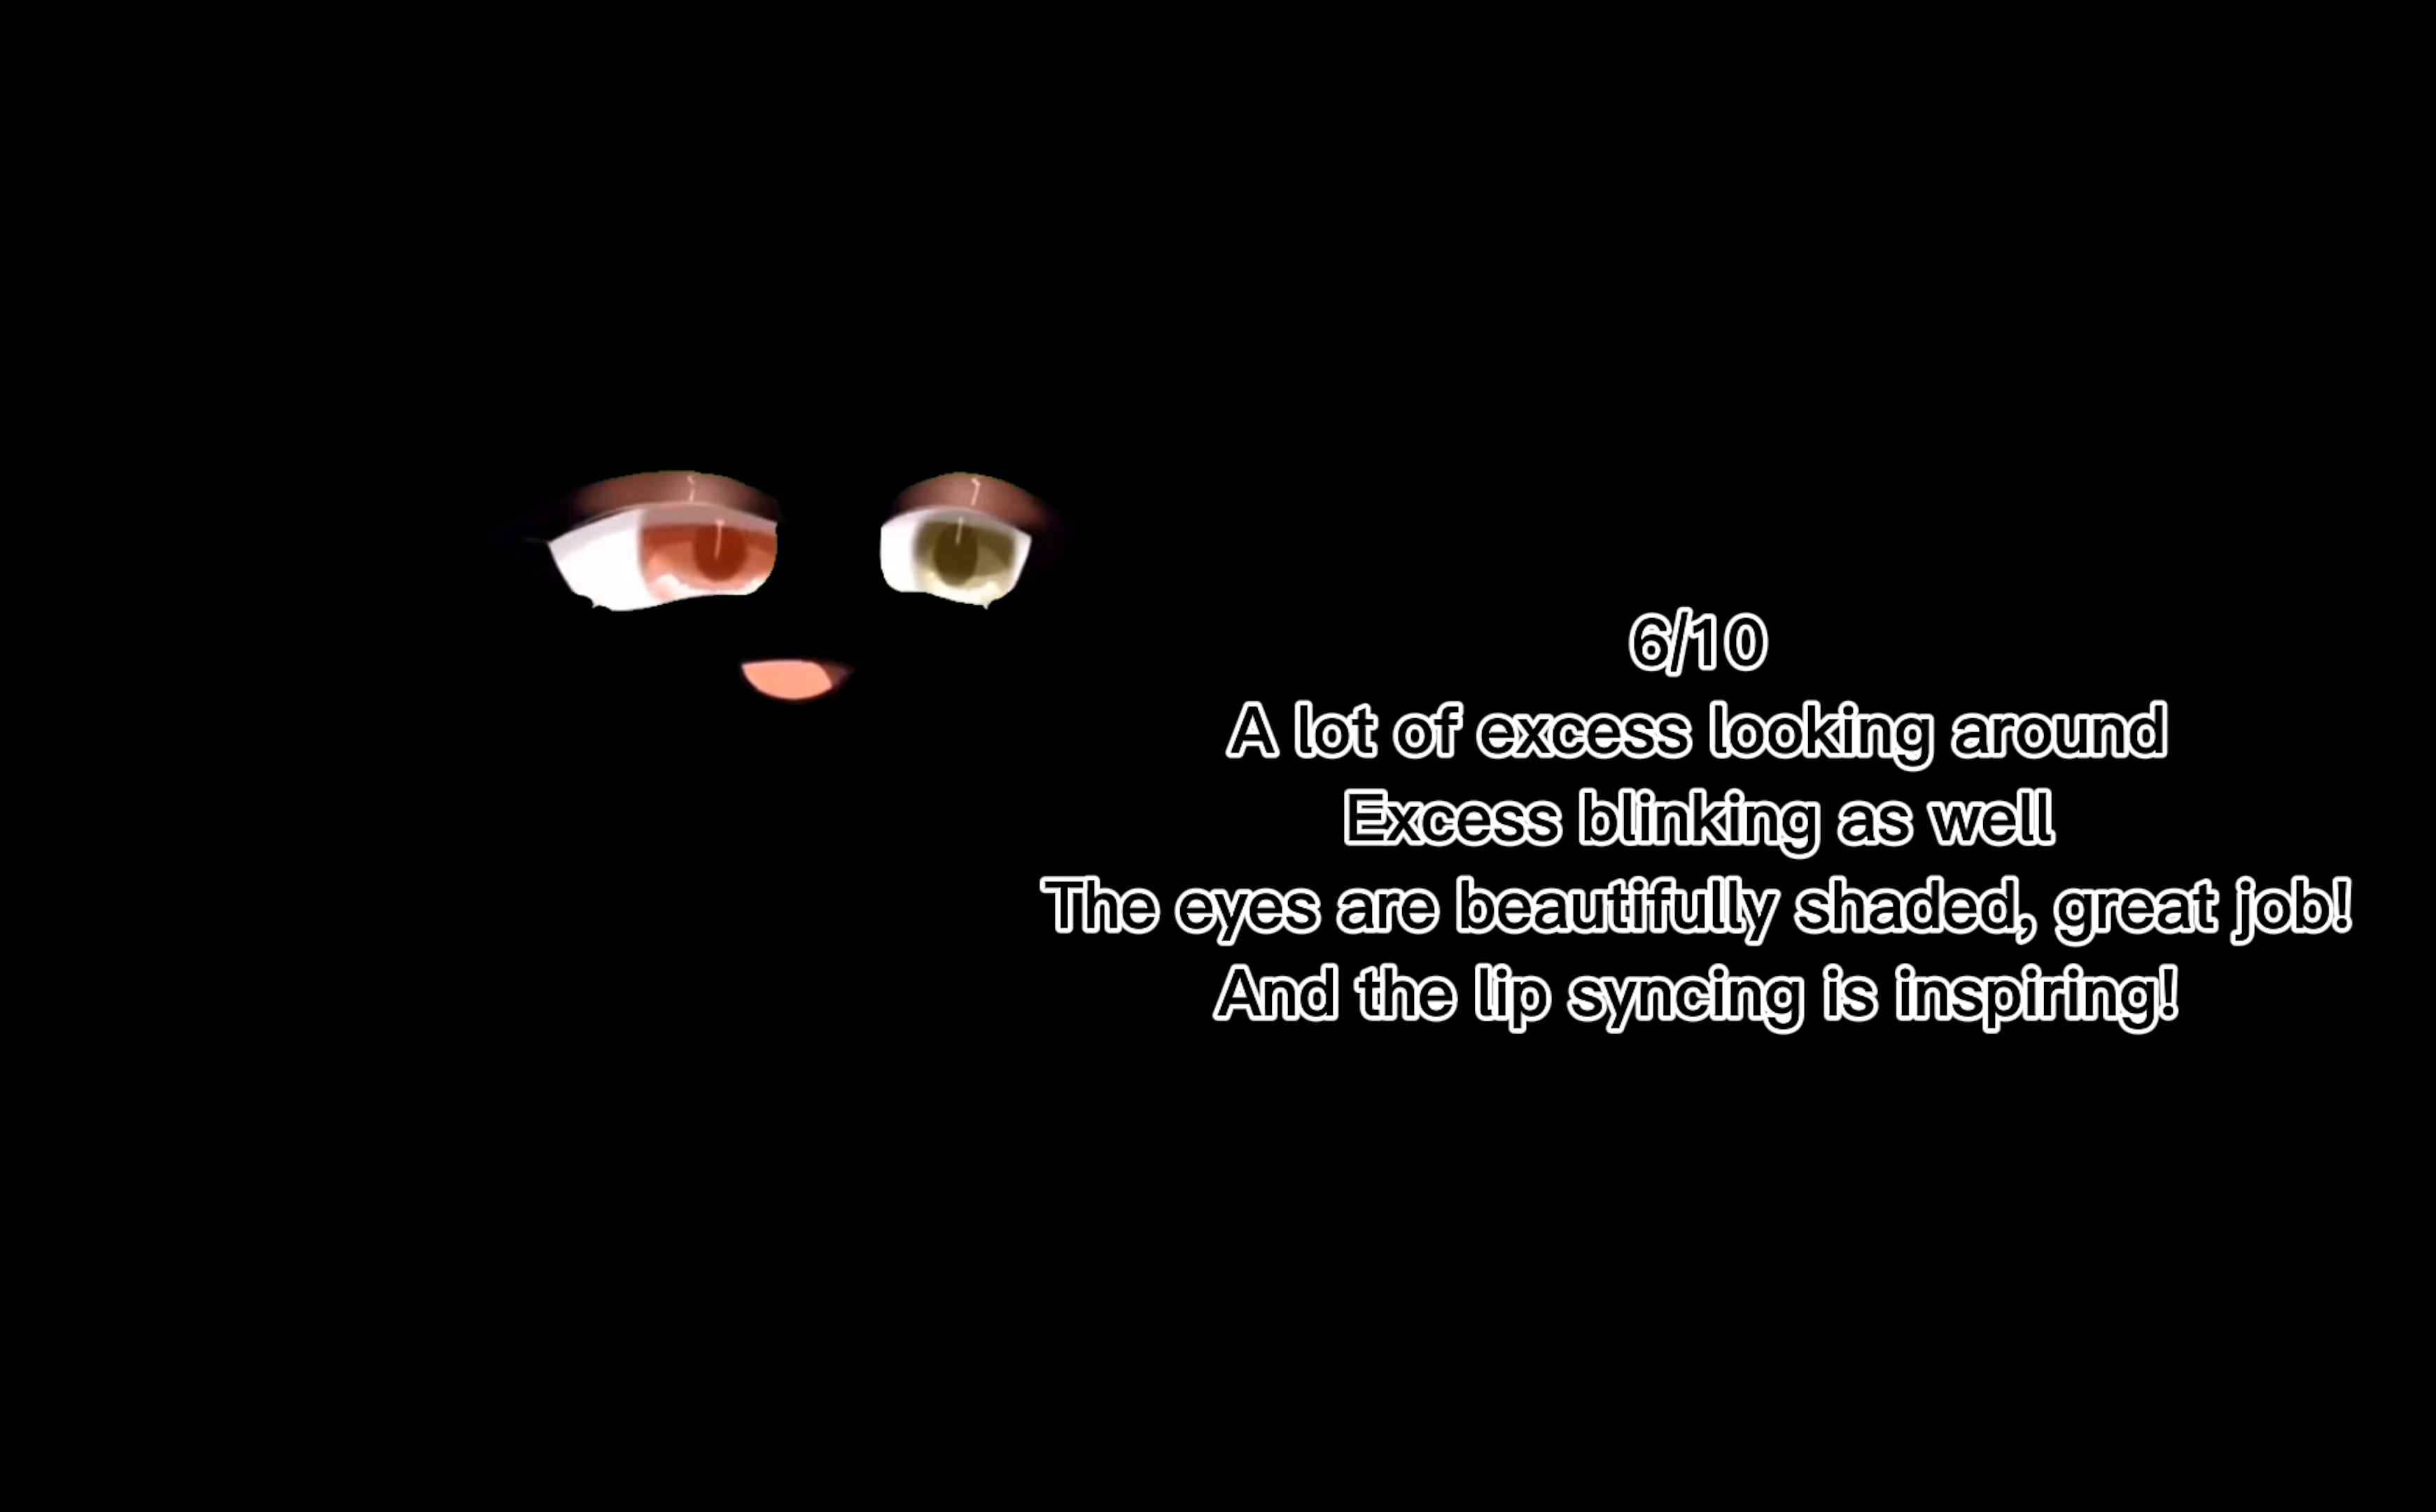 6/10
A lot of excess looking around
Excess blinking as well
The eyes are beautifully shaded, great job!
And the lip syncing is inspiring!